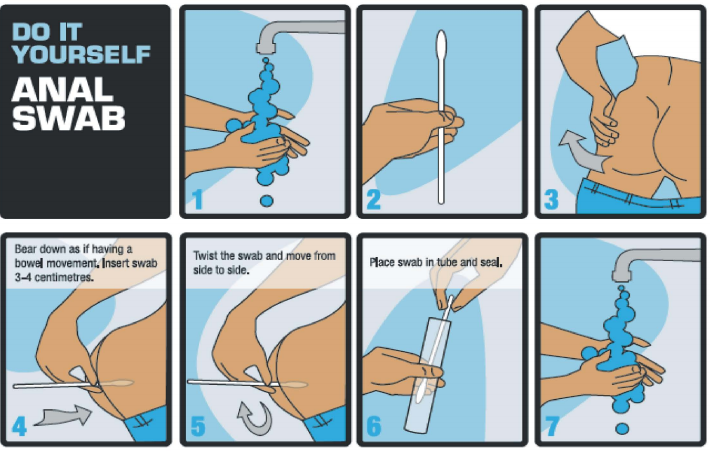 DO IT
YOURSELF
ANAL
SWAB
1
2
3
Bear down as if having a
bowel movement. Insert swab
3–4 centimetres.
4
Twist the swab and move from
side to side.
5
Place swab in tube and seal.
6
7